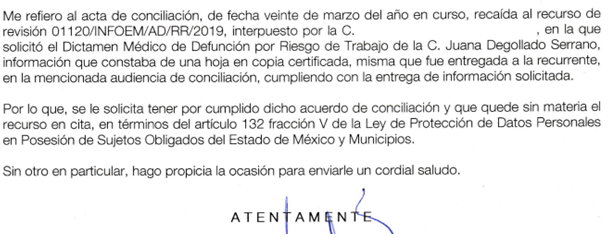 Me refiero al acta de conciliación, de fecha veinte de marzo del año en curso, recaída al recurso de
revisión 01120/INFOEM/AD/RR/2019, interpuesto por la C. , en la que
solicitó el Dictamen Médico de Defunción por Riesgo de Trabajo de la C. Juana Degollado Serrano,
información que constaba de una hoja en copia certificada, misma que fue entregada a la recurrente,
en la mencionada audiencia de conciliación, cumpliendo con la entrega de información solicitada.
Por lo que, se le solicita tener por cumplido dicho acuerdo de conciliación y que quede sin materia el
recurso en cita, en términos del artículo 132 fracción V de la Ley de Protección de Datos Personales
en Posesión de Sujetos Obligados del Estado de México y Municipios.
Sin otro en particular, hago propicia la ocasión para enviarle un cordial saludo.
ATENTAMENTE